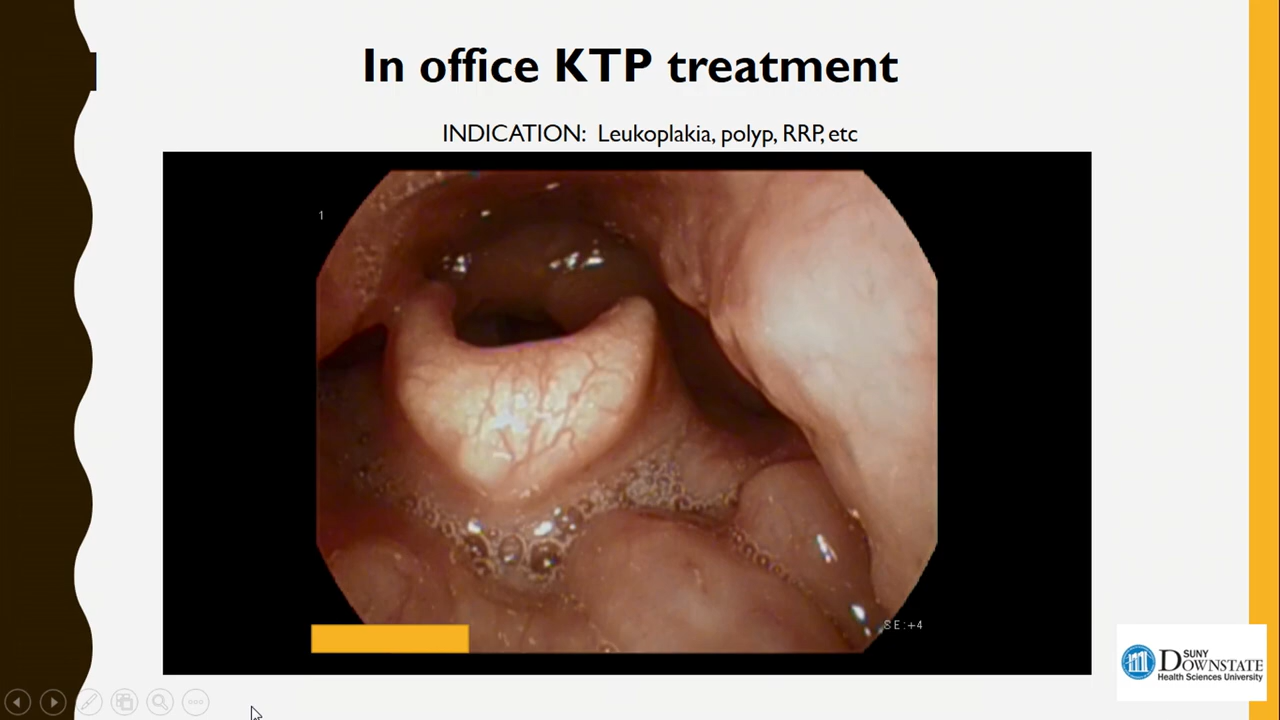 In office KTP treatment
INDICATION: Leukoplakia, polyp, RRP, etc
1
SE:+4
SUNY
DOWNSTATE
Health Sciences University